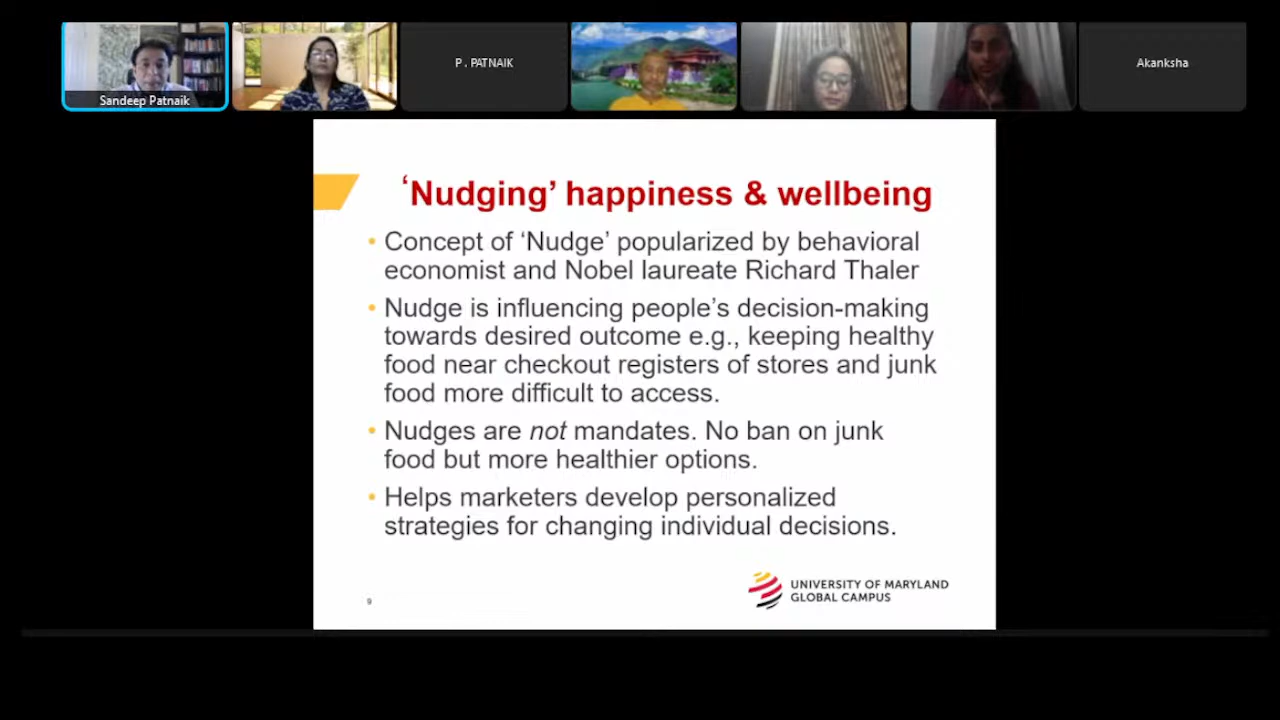 Sandeep Patnaik
P . PATNAIK
Akanksha
‘Nudging’ happiness & wellbeing
• Concept of ‘Nudge’ popularized by behavioral
economist and Nobel laureate Richard Thaler
• Nudge is influencing people’s decision-making
towards desired outcome e.g., keeping healthy
food near checkout registers of stores and junk
food more difficult to access.
• Nudges are not mandates. No ban on junk
food but more healthier options.
• Helps marketers develop personalized
strategies for changing individual decisions.
9
UNIVERSITY OF MARYLAND
GLOBAL CAMPUS